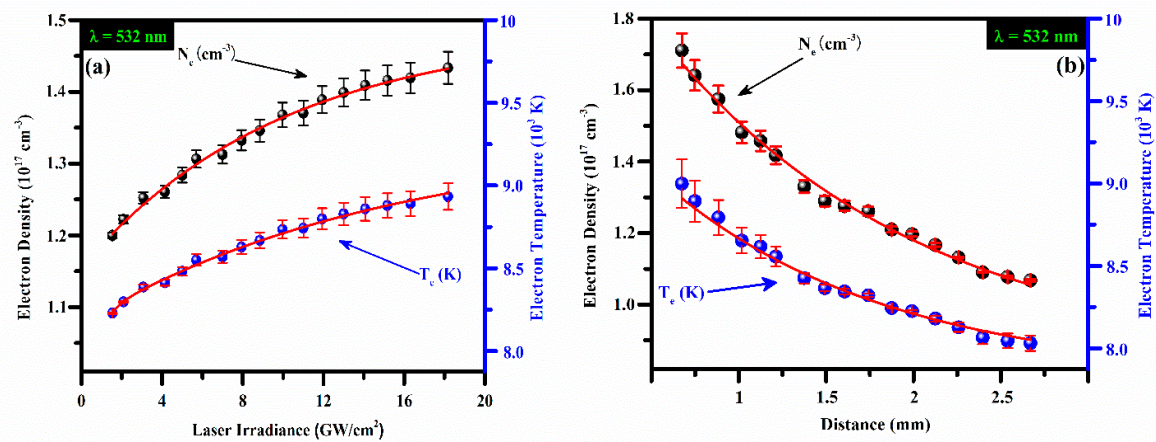 λ = 532 nm
(a)
N꜀ (cm⁻³)
T꜀ (K)
1.5
1.4
1.3
1.2
1.1
Electron Density (10¹⁷ cm⁻³)
10
9.5
9.0
8.5
8.0
Electron Temperature (10³ K)
0 4 8 12 16 20
Laser Irradiance (GW/cm²)
λ = 532 nm
(b)
Nₑ (cm⁻³)
Tₑ (K)
1.8
1.6
1.4
1.2
1.0
Electron Density (10¹⁷ cm⁻³)
10
9.5
9.0
8.5
8.0
Electron Temperature (10³ K)
1 1.5 2 2.5
Distance (mm)